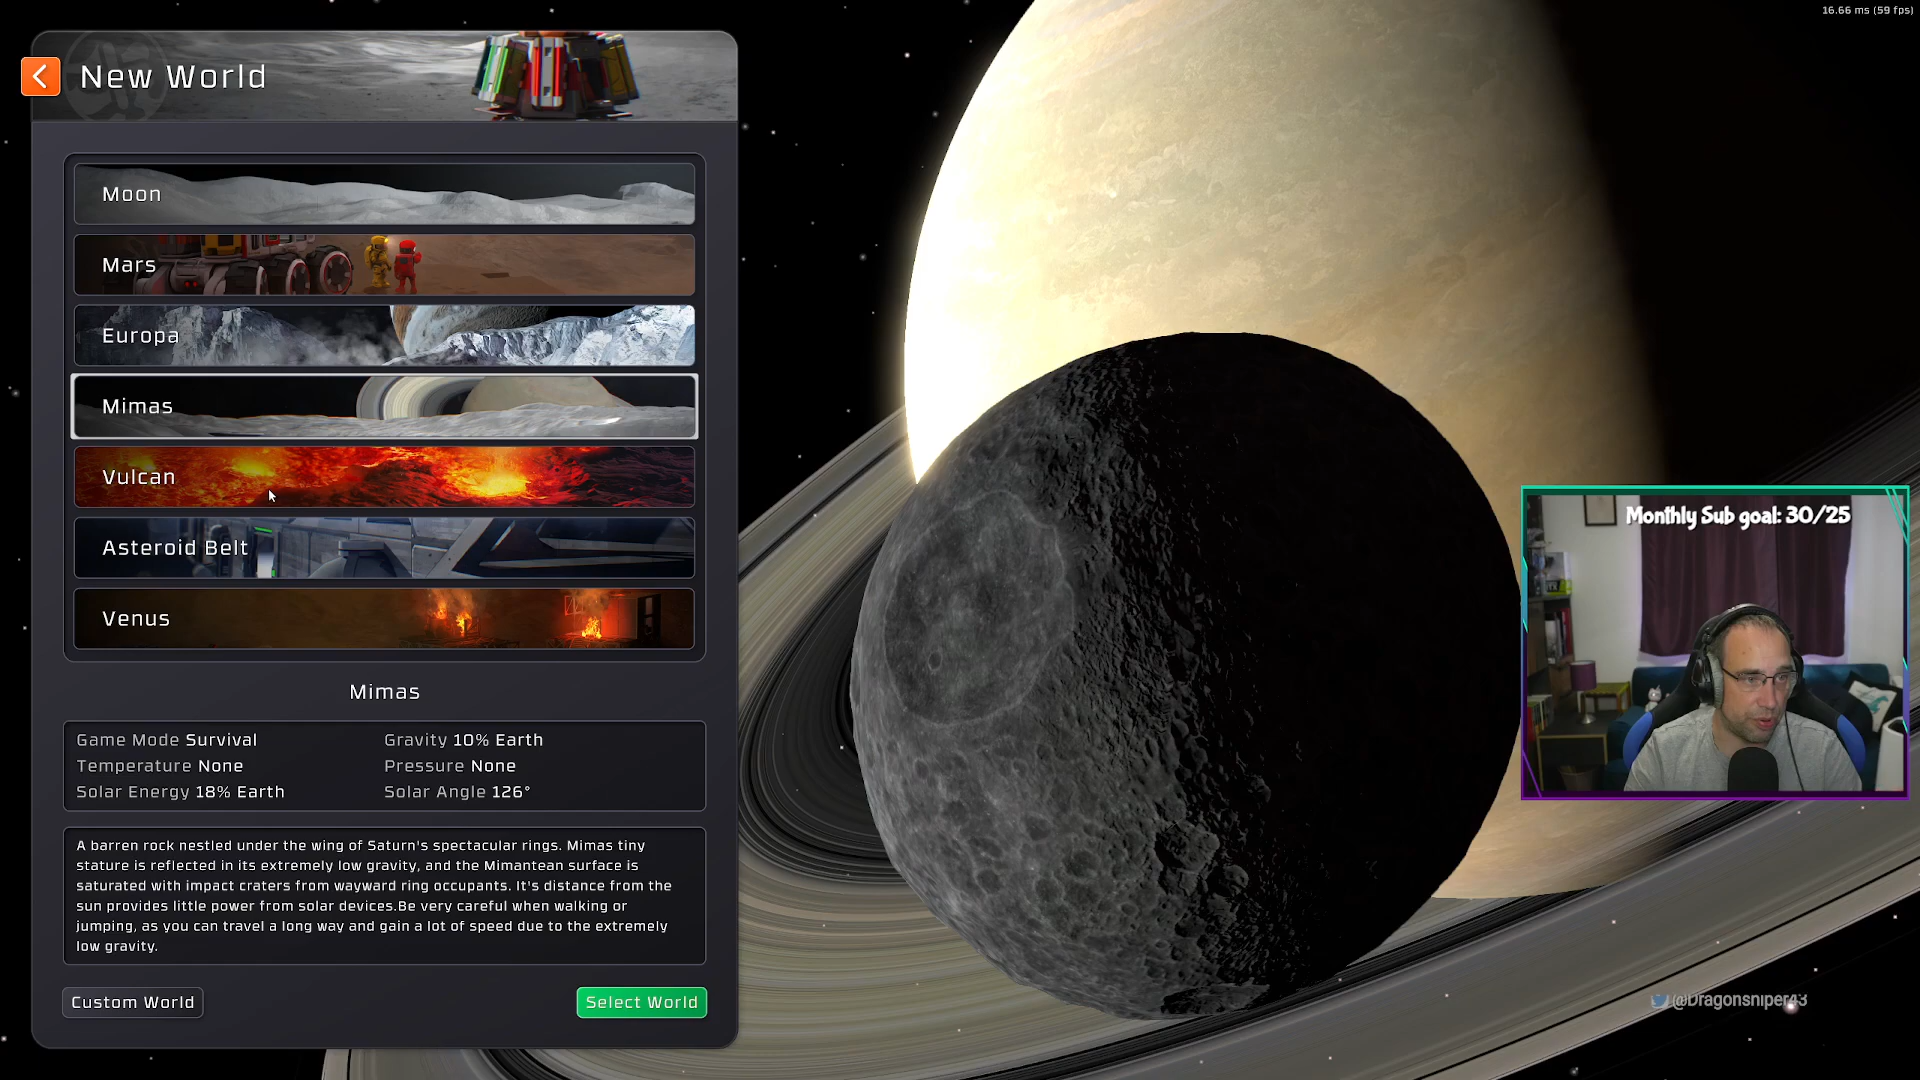 16.66 ms (59 fps)
New World
Moon
Mars
Europa
Mimas
Vulcan
Asteroid Belt
Venus
Mimas
Game Mode Survival
Gravity 10% Earth
Temperature None
Pressure None
Solar Energy 18% Earth
Solar Angle 126°
A barren rock nestled under the wing of Saturn's spectacular rings. Mimas tiny
stature is reflected in its extremely low gravity, and the Mimantean surface is
saturated with impact craters from wayward ring occupants. It's distance from the
sun provides little power from solar devices.Be very careful when walking or
jumping, as you can travel a long way and gain a lot of speed due to the extremely
low gravity.
Custom World
Select World
Monthly Sub goal: 30/25
@Dragonsniper43